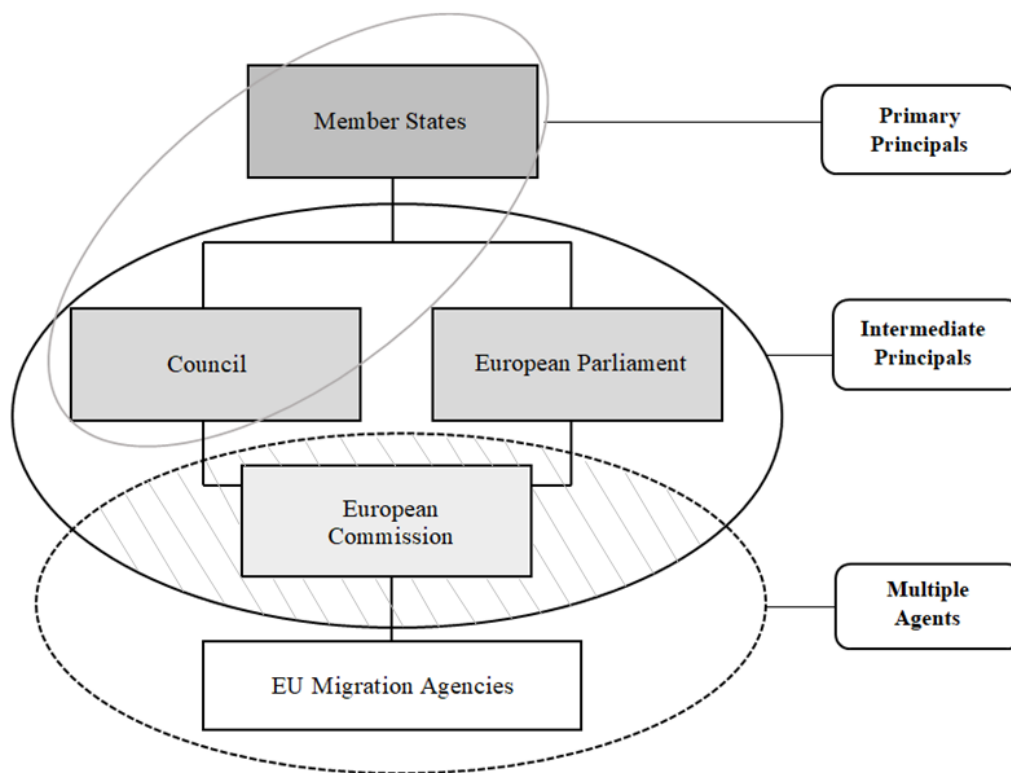 Member States
Primary
Principals
Council
European Parliament
Intermediate
Principals
European
Commission
Multiple
Agents
EU Migration Agencies